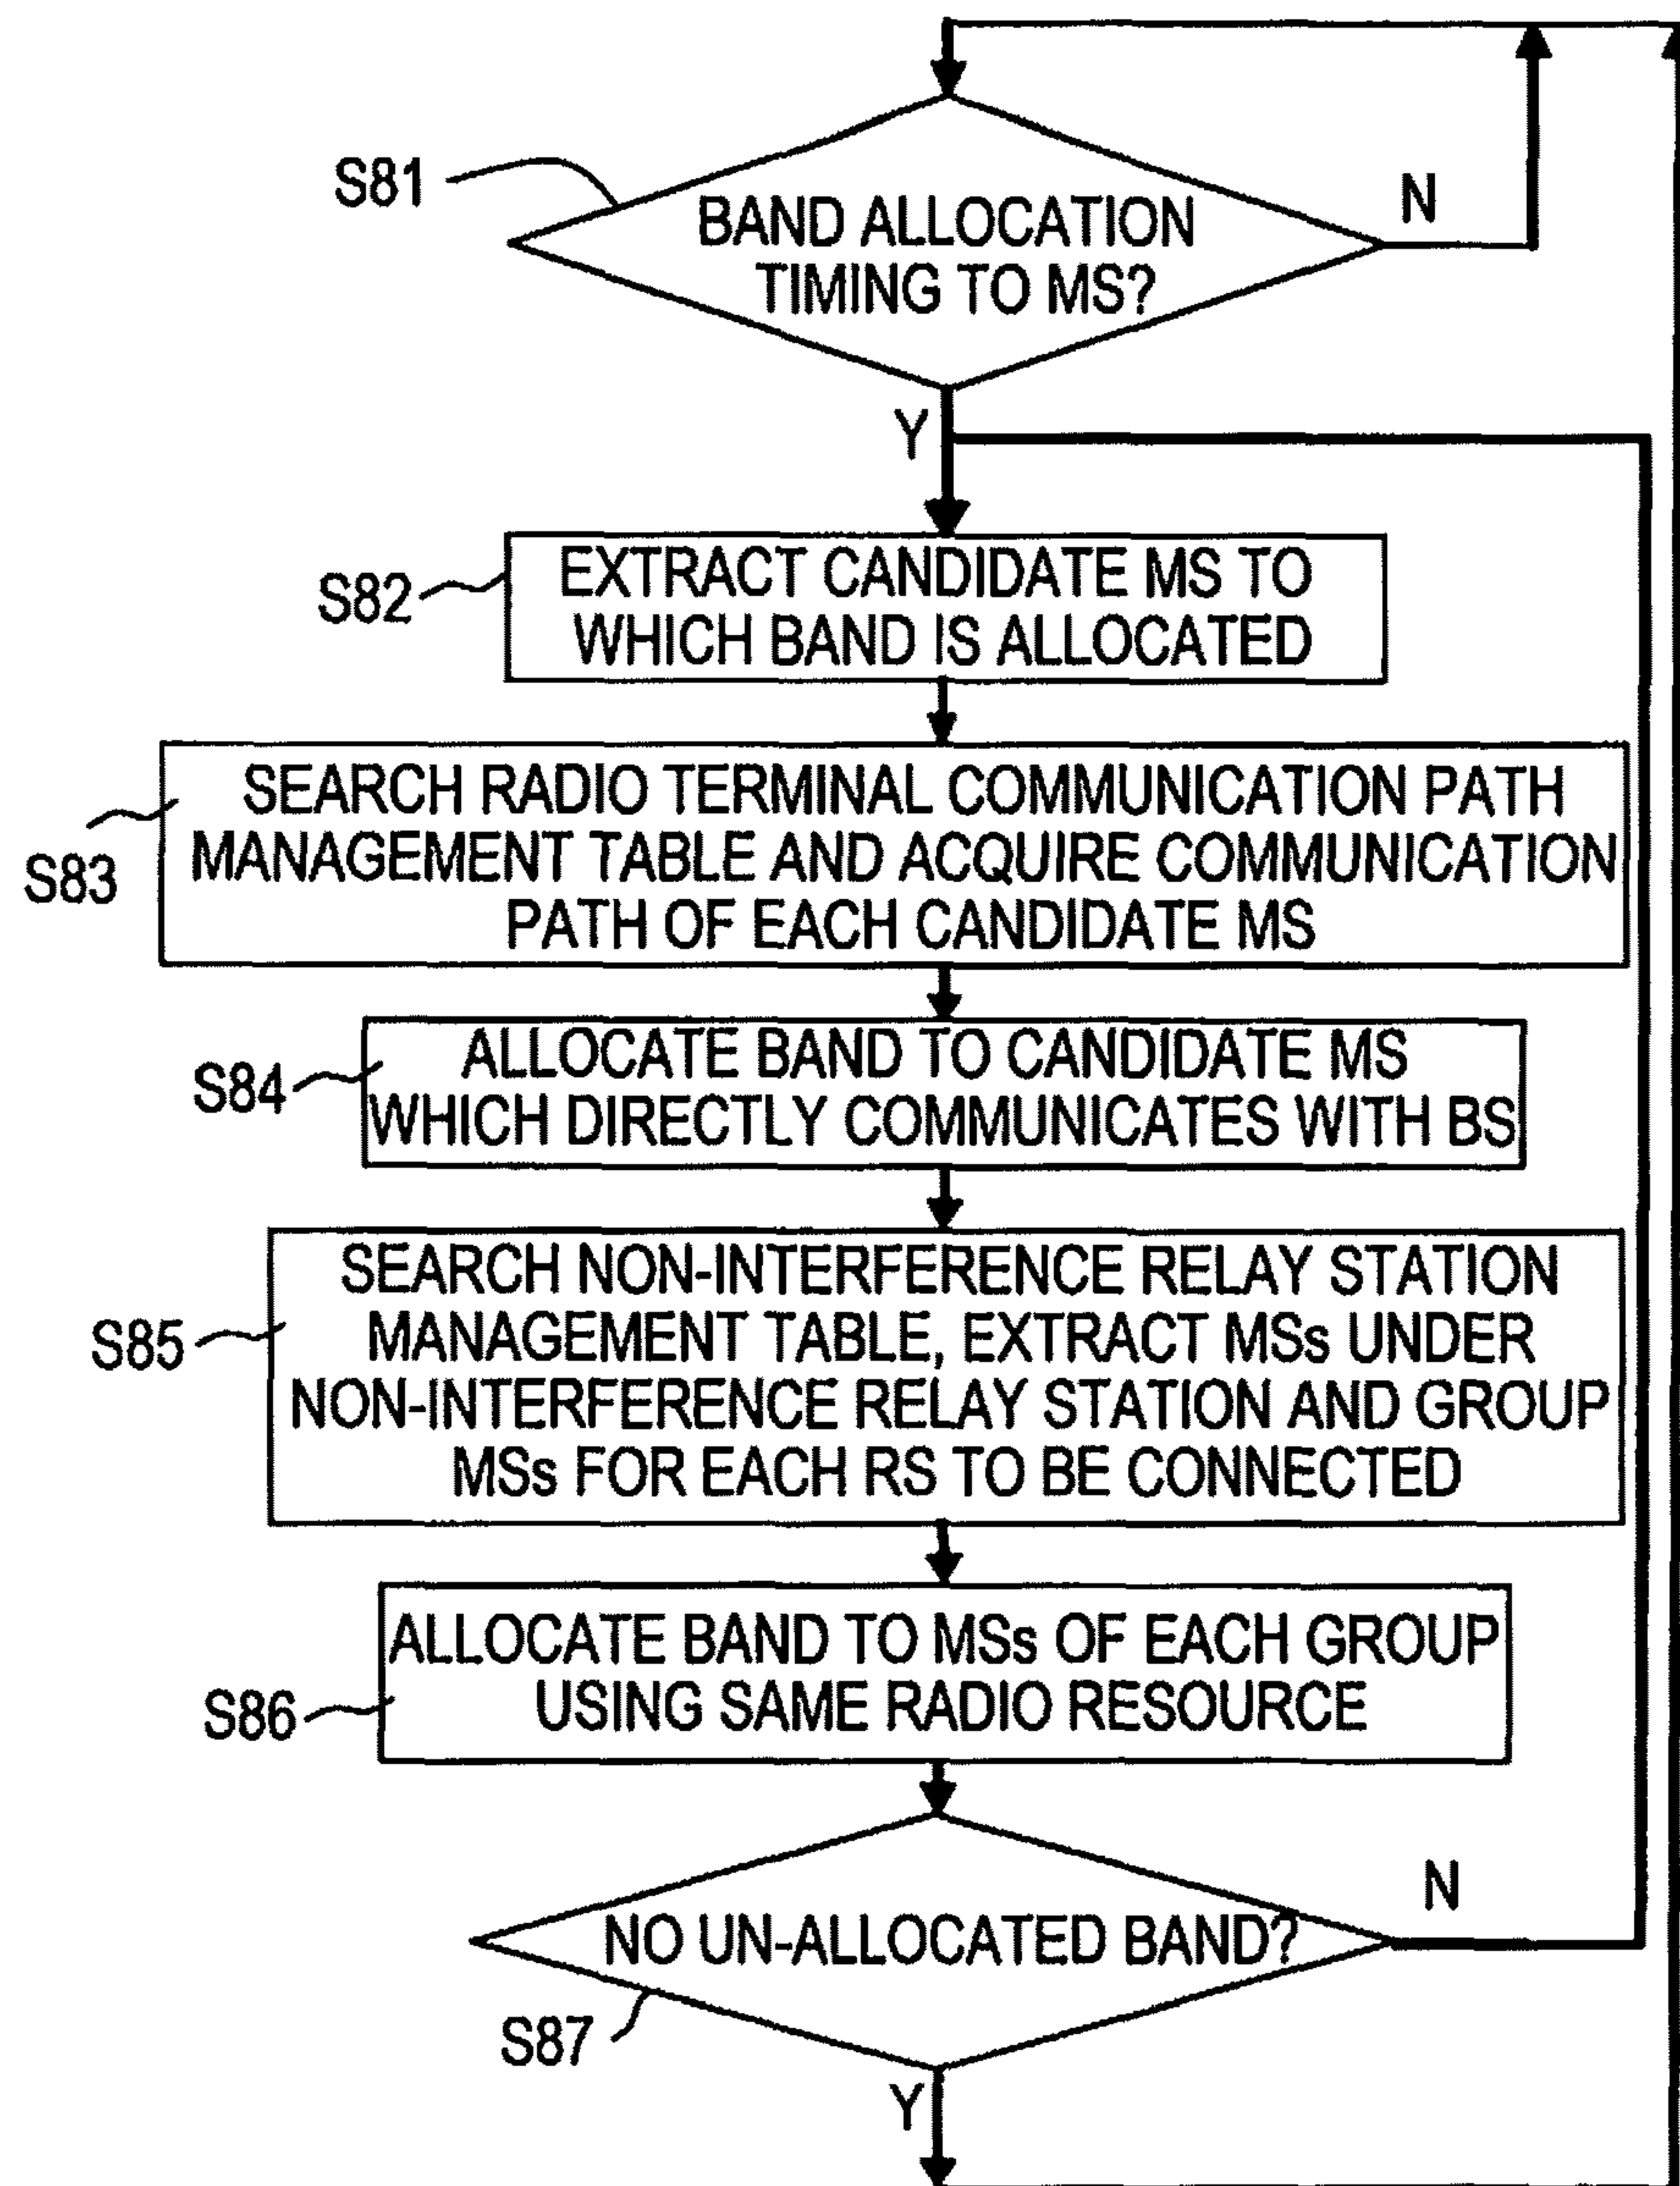 S81
BAND ALLOCATION
TIMING TO MS?
N
Y
S82
EXTRACT CANDIDATE MS TO
WHICH BAND IS ALLOCATED
S83
SEARCH RADIO TERMINAL COMMUNICATION PATH
MANAGEMENT TABLE AND ACQUIRE COMMUNICATION
PATH OF EACH CANDIDATE MS
S84
ALLOCATE BAND TO CANDIDATE MS
WHICH DIRECTLY COMMUNICATES WITH BS
S85
SEARCH NON-INTERFERENCE RELAY STATION
MANAGEMENT TABLE, EXTRACT MSs UNDER
NON-INTERFERENCE RELAY STATION AND GROUP
MSs FOR EACH RS TO BE CONNECTED
S86
ALLOCATE BAND TO MSs OF EACH GROUP
USING SAME RADIO RESOURCE
N
NO UN-ALLOCATED BAND?
S87
Y